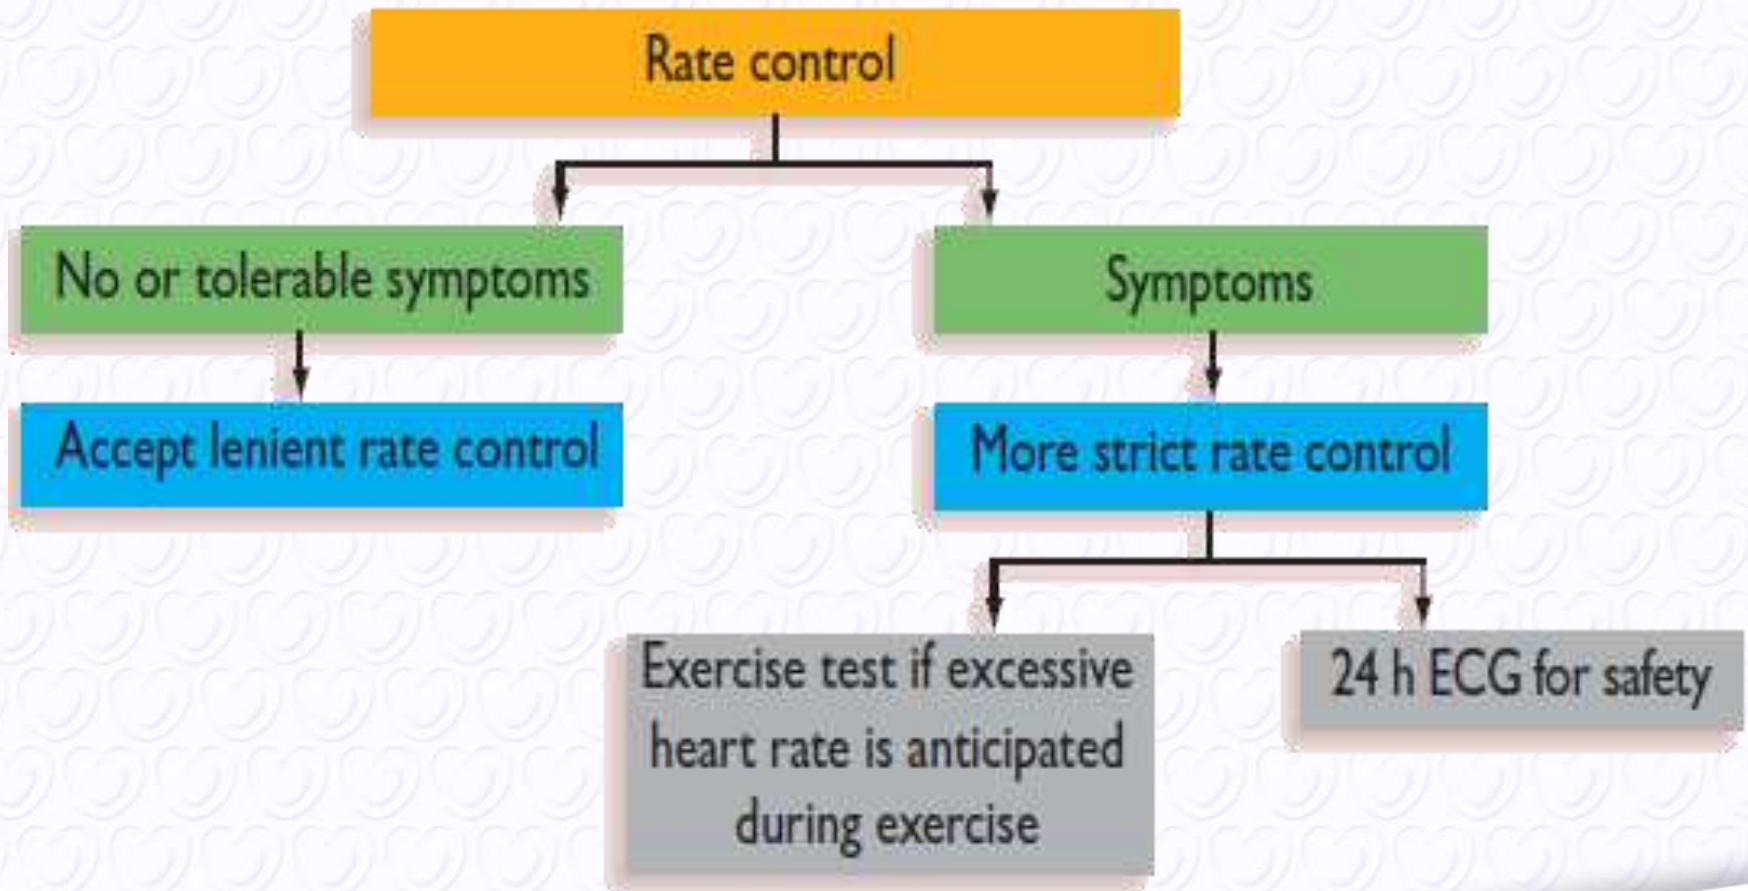 Rate control
No or tolerable symptoms
Symptoms
Accept lenient rate control
More strict rate control
Exercise test if excessive
heart rate is anticipated
during exercise
24 h ECG for safety